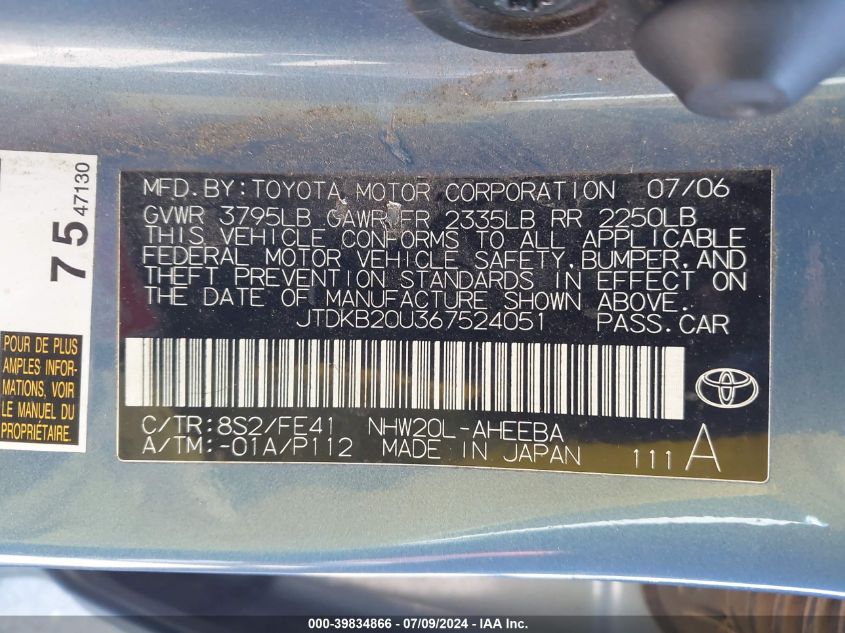 MFD.BY:TOYOTA MOTOR CORPORATION 07/06
GVWR 3795LB GAWR FR 2335LB RR 2250LB
THIS VEHICLE CONFORMS TO ALL APPLICABLE
FEDERAL MOTOR VEHICLE SAFETY, BUMPER, AND
THEFT PREVENTION STANDARDS IN EFFECT ON
THE DATE OF MANUFACTURE SHOWN ABOVE.
JTDKB20U367524051 PASS.CAR
C/TR:8S2/FE41 NHW20L-AHEEBA
A/TM:-01A/P112 MADE IN JAPAN 111 A
75 47130
POUR DE PLUS
AMPLES INFOR-
MATIONS, VOIR
LE MANUEL DU
PROPRIÉTAIRE.
000-39834866 / 07/09/2024 - IAA Inc.